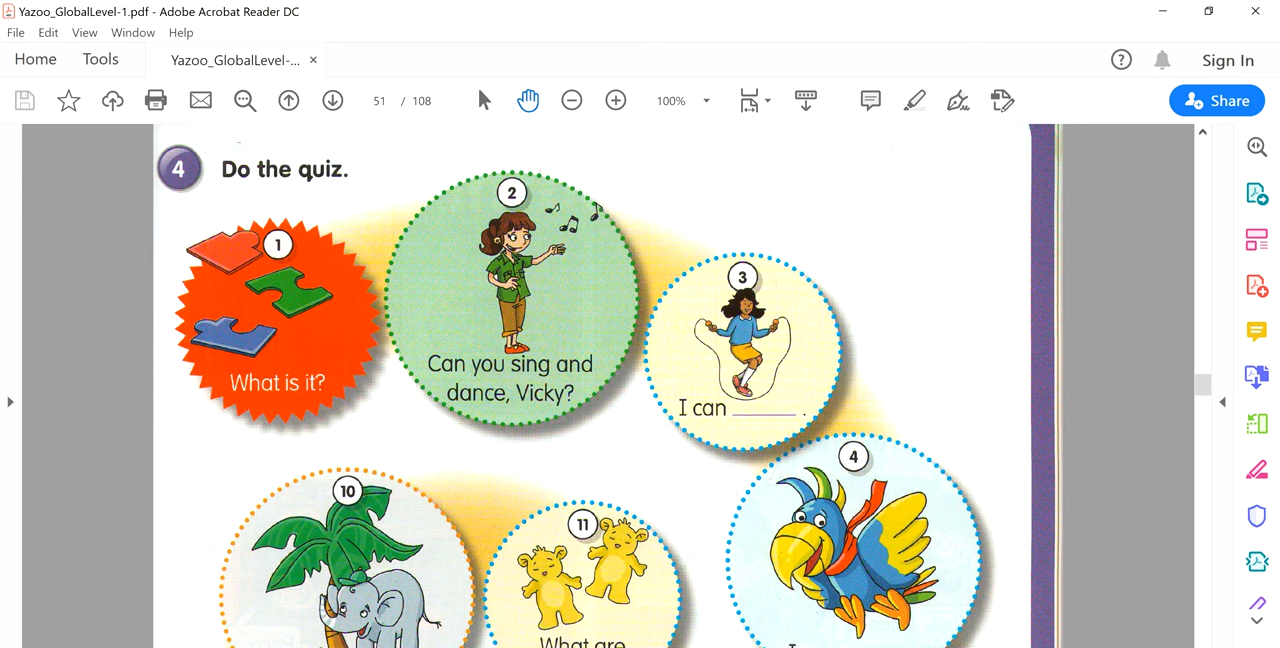 Yazoo_GlobalLevel-1.pdf - Adobe Acrobat Reader DC
File Edit View Window Help
Home Tools Yazoo_GlobalLevel-... × Sign In
51 / 108 100% Share
4 Do the quiz.
1
What is it?
2
Can you sing and
dance, Vicky?
3
I can ______ .
4
10
11
What are